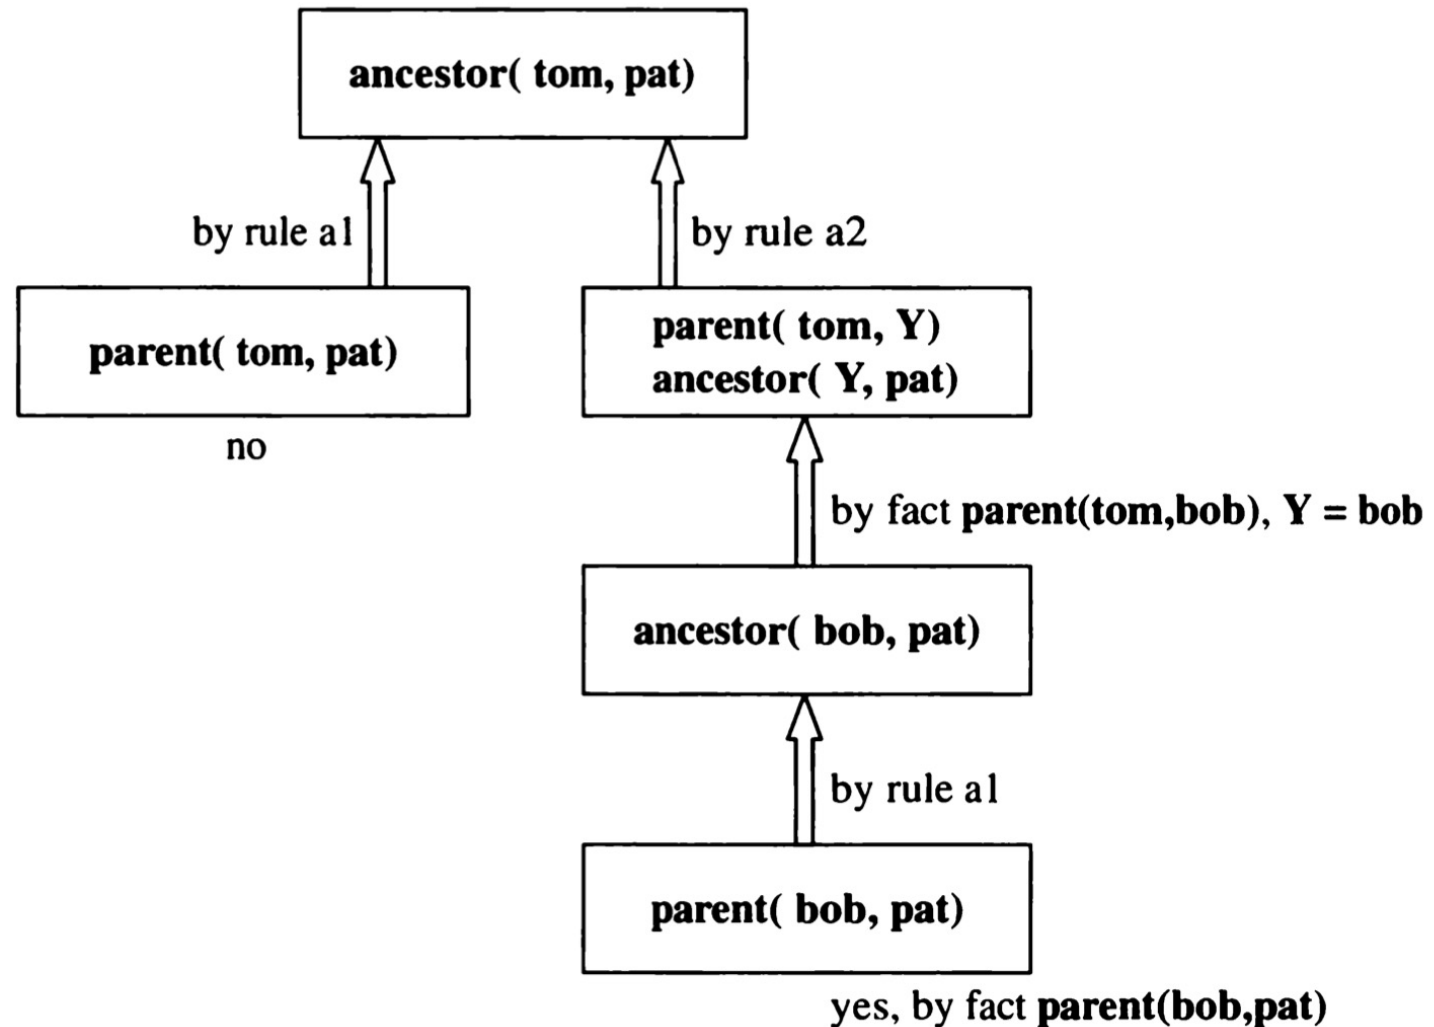 ancestor( tom, pat)
by rule a1
by rule a2
parent( tom, pat)
no
parent( tom, Y)
ancestor( Y, pat)
by fact parent(tom,bob), Y = bob
ancestor( bob, pat)
by rule a1
parent( bob, pat)
yes, by fact parent(bob,pat)